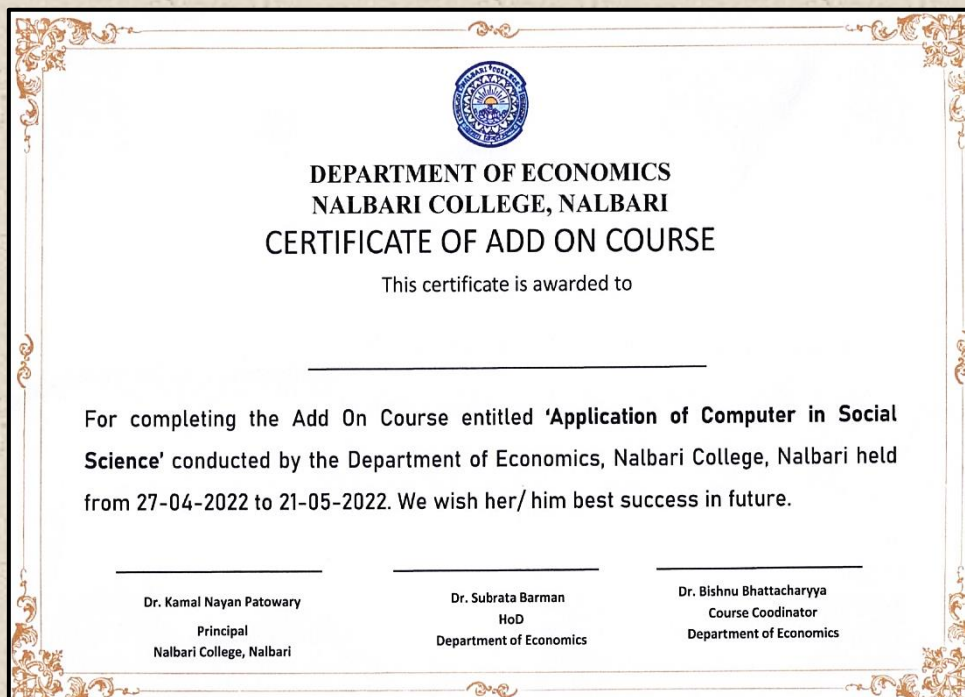 NALBARI COLLEGE
DEPARTMENT OF ECONOMICS
NALBARI COLLEGE, NALBARI
CERTIFICATE OF ADD ON COURSE
This certificate is awarded to
For completing the Add On Course entitled 'Application of Computer in Social
Science' conducted by the Department of Economics, Nalbari College, Nalbari held
from 27-04-2022 to 21-05-2022. We wish her/ him best success in future.
Dr. Kamal Nayan Patowary
Principal
Nalbari College, Nalbari
Dr. Subrata Barman
HoD
Department of Economics
Dr. Bishnu Bhattacharyya
Course Coodinator
Department of Economics